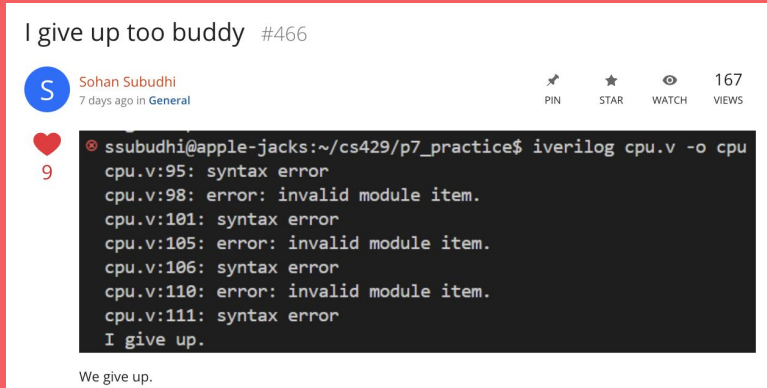 I give up too buddy #466
S
Sohan Subudhi
7 days ago in General
PIN
STAR
WATCH
167
VIEWS
9
ssubudhi@apple-jacks:~/cs429/p7_practice$ iverilog cpu.v -o cpu
cpu.v:95: syntax error
cpu.v:98: error: invalid module item.
cpu.v:101: syntax error
cpu.v:105: error: invalid module item.
cpu.v:106: syntax error
cpu.v:110: error: invalid module item.
cpu.v:111: syntax error
I give up.
We give up.